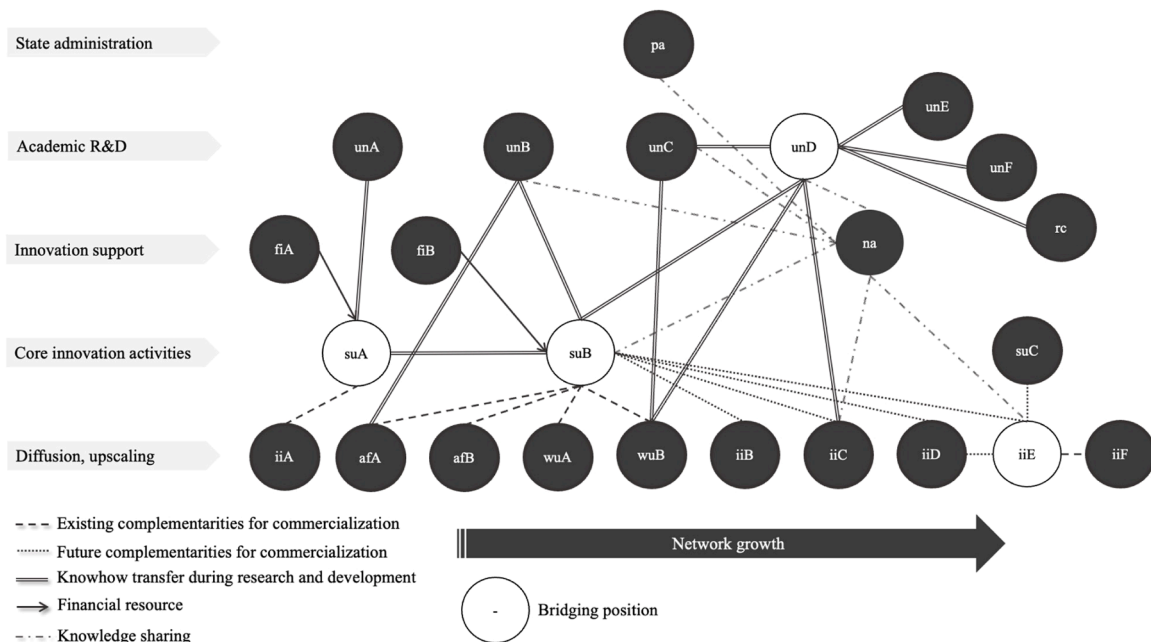 State administration
pa
unE
Academic R&D
unA
unB
unC
unD
unF
rc
Innovation support
fiA
fiB
na
Core innovation activities
suA
suB
suC
Diffusion, upscaling
iiA
afA
afB
wuA
wuB
iiB
iiC
iiD
iiE
iiF
Existing complementarities for commercialization
Future complementarities for commercialization
Knowhow transfer during research and development
Financial resource
Knowledge sharing
Network growth
-
Bridging position